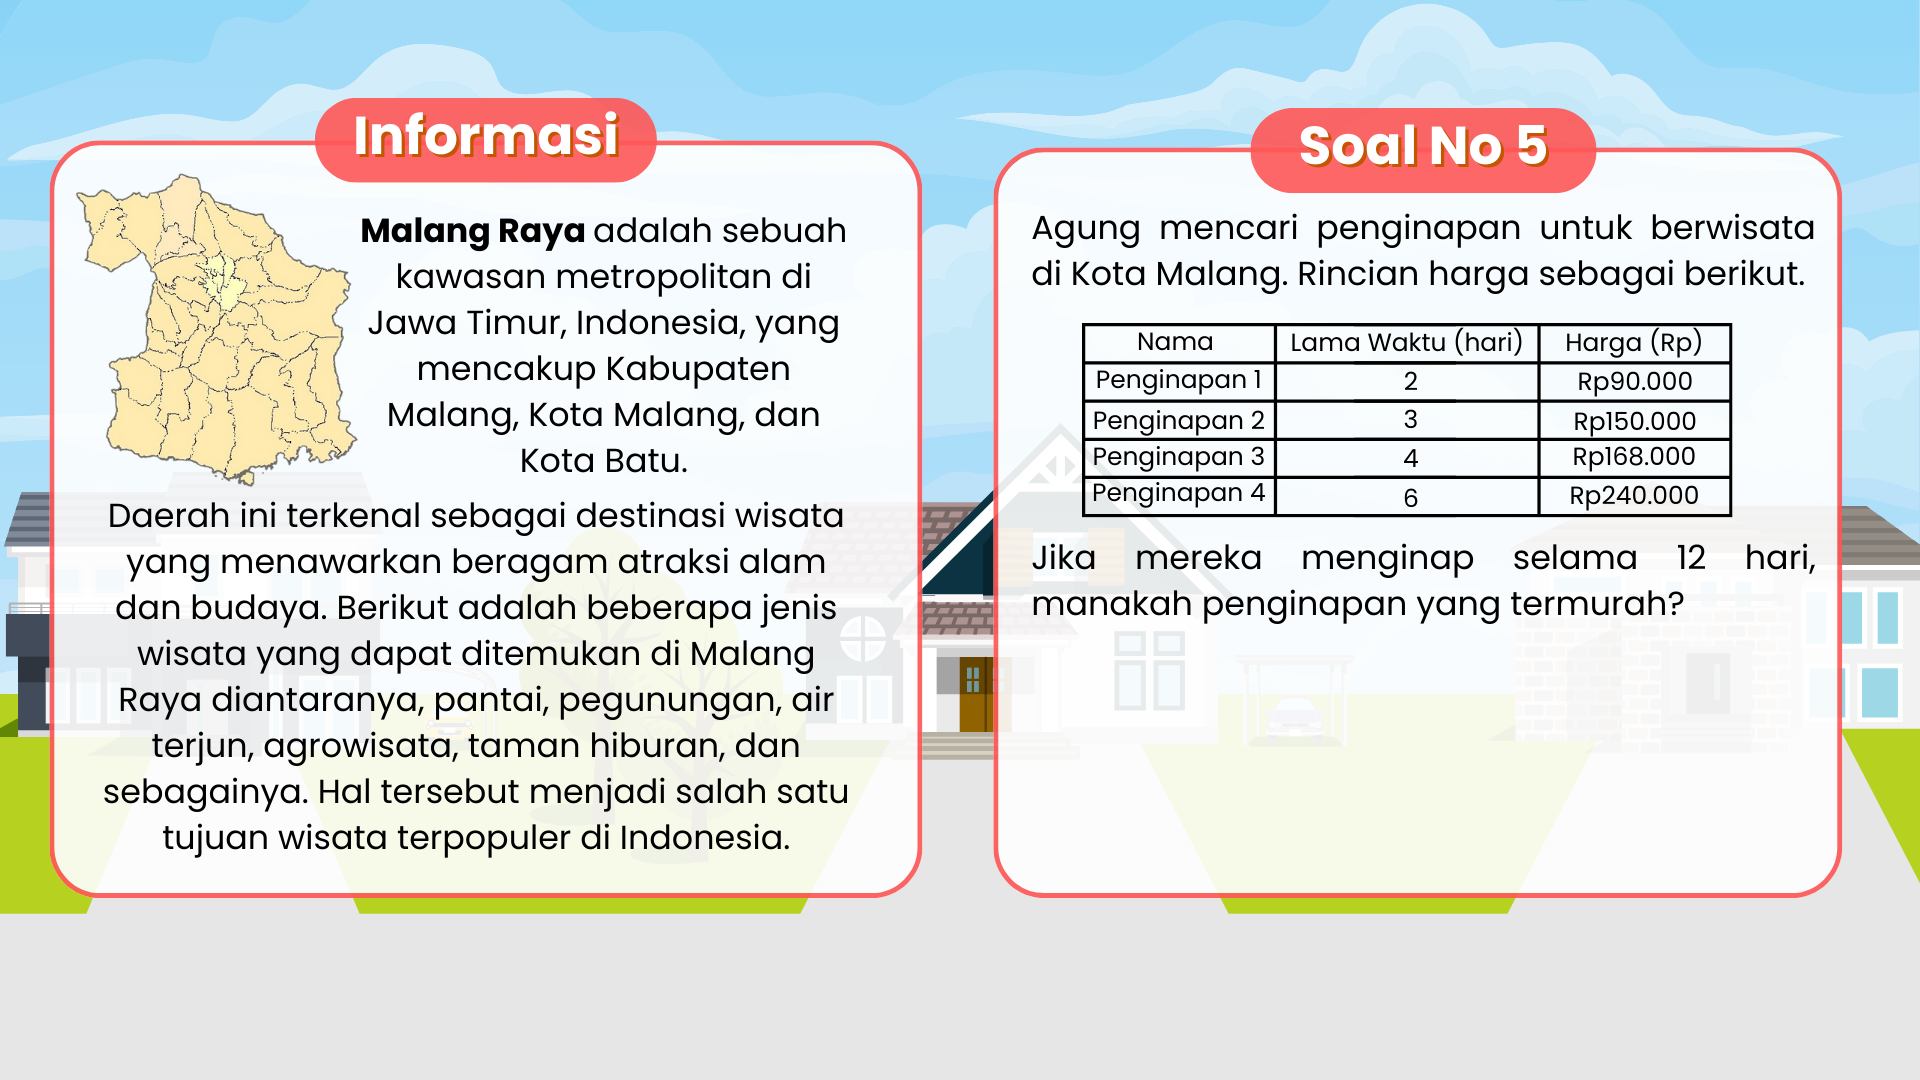 Informasi
Malang Raya adalah sebuah
kawasan metropolitan di
Jawa Timur, Indonesia, yang
mencakup Kabupaten
Malang, Kota Malang, dan
Kota Batu.
Daerah ini terkenal sebagai destinasi wisata
yang menawarkan beragam atraksi alam
dan budaya. Berikut adalah beberapa jenis
wisata yang dapat ditemukan di Malang
Raya diantaranya, pantai, pegunungan, air
terjun, agrowisata, taman hiburan, dan
sebagainya. Hal tersebut menjadi salah satu
tujuan wisata terpopuler di Indonesia.
Soal No 5
Agung mencari penginapan untuk berwisata
di Kota Malang. Rincian harga sebagai berikut.
Nama Lama Waktu (hari) Harga (Rp)
Penginapan 1 2 Rp90.000
Penginapan 2 3 Rp150.000
Penginapan 3 4 Rp168.000
Penginapan 4 6 Rp240.000
Jika mereka menginap selama 12 hari,
manakah penginapan yang termurah?